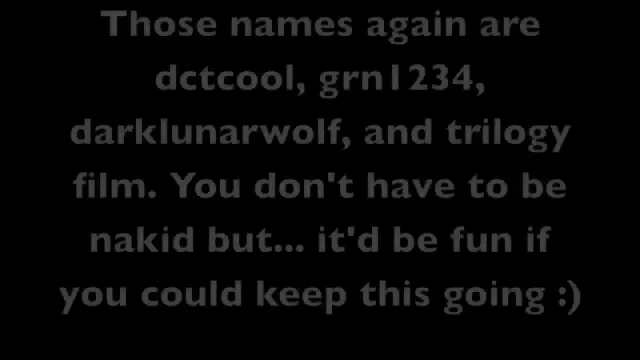 Those names again are
dctcool, grn1234,
darklunarwolf, and trilogy
film. You don't have to be
nakid but... it'd be fun if
you could keep this going :)